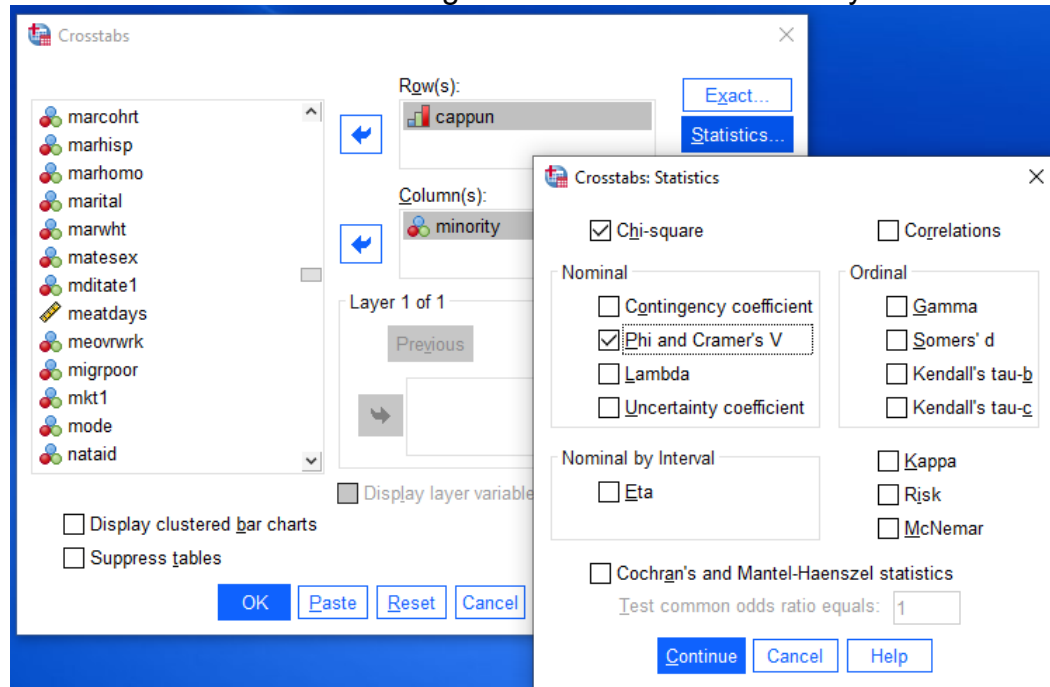 Crosstabs
Row(s):
cappun
Exact...
Statistics...
marcohrt
marhisp
marhomo
marital
marwht
matesex
mditate1
meatdays
meovrwrk
migrpoor
mkt1
mode
nataid
Column(s):
minority
Layer 1 of 1
Previous
Display layer variable
Display clustered bar charts
Suppress tables
OK
Paste
Reset
Cancel
Crosstabs: Statistics
Chi-square
Correlations
Nominal
Contingency coefficient
Phi and Cramer's V
Lambda
Uncertainty coefficient
Ordinal
Gamma
Somers' d
Kendall's tau-b
Kendall's tau-c
Nominal by Interval
Eta
Kappa
Risk
McNemar
Cochran's and Mantel-Haenszel statistics
Test common odds ratio equals: 1
Continue
Cancel
Help